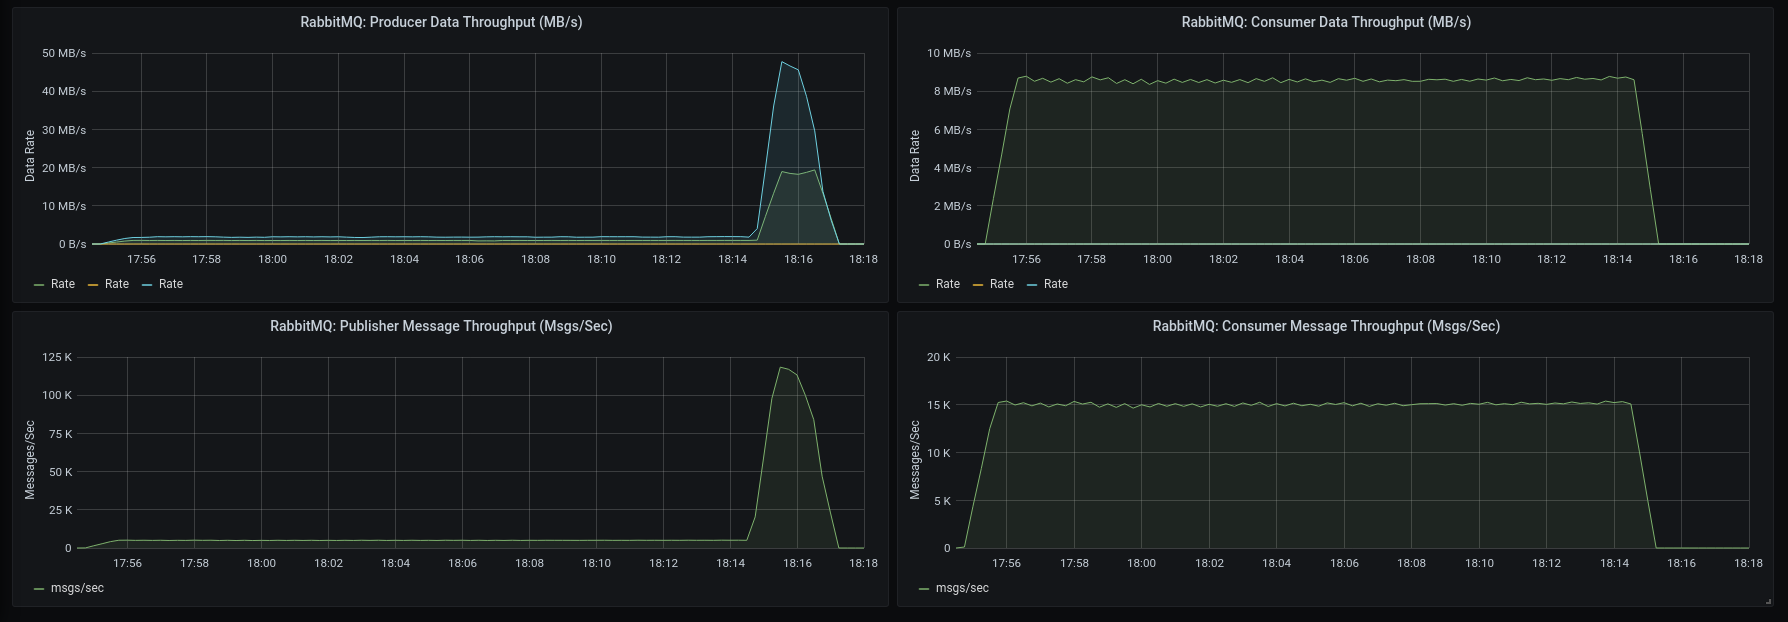 RabbitMQ: Producer Data Throughput (MB/s)
50 MB/s
40 MB/s
30 MB/s
20 MB/s
10 MB/s
0 B/s
Data Rate
17:56 17:58 18:00 18:02 18:04 18:06 18:08 18:10 18:12 18:14 18:16 18:18
Rate Rate Rate
RabbitMQ: Consumer Data Throughput (MB/s)
10 MB/s
8 MB/s
6 MB/s
4 MB/s
2 MB/s
0 B/s
Data Rate
17:56 17:58 18:00 18:02 18:04 18:06 18:08 18:10 18:12 18:14 18:16 18:18
Rate Rate Rate
RabbitMQ: Publisher Message Throughput (Msgs/Sec)
125 K
100 K
75 K
50 K
25 K
0
Messages/Sec
17:56 17:58 18:00 18:02 18:04 18:06 18:08 18:10 18:12 18:14 18:16 18:18
msgs/sec
RabbitMQ: Consumer Message Throughput (Msgs/Sec)
20 K
15 K
10 K
5 K
0
Messages/Sec
17:56 17:58 18:00 18:02 18:04 18:06 18:08 18:10 18:12 18:14 18:16 18:18
msgs/sec